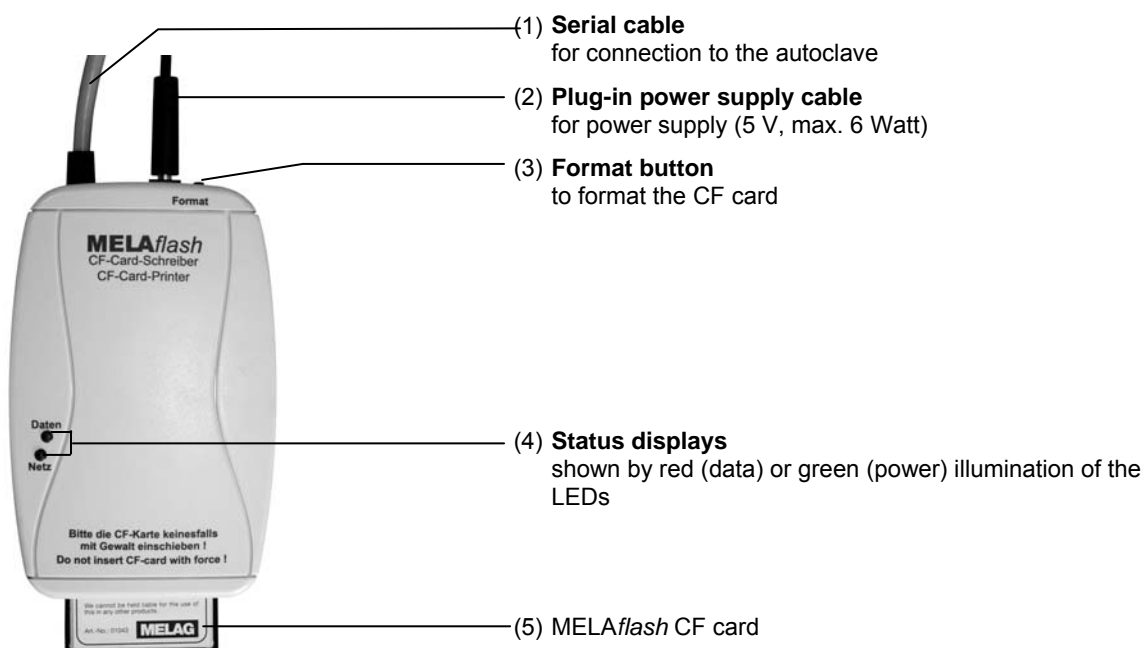 (1) Serial cable
for connection to the autoclave
(2) Plug-in power supply cable
for power supply (5 V, max. 6 Watt)
(3) Format button
to format the CF card
Format
MELAflash
CF-Card-Schreiber
CF-Card-Printer
Daten
Netz
(4) Status displays
shown by red (data) or green (power) illumination of the
LEDs
Bitte die CF-Karte keinesfalls
mit Gewalt einschieben !
Do not insert CF-card with force !
We cannot be held liable for the use of
this in any other products.
Art.-No.: 01043 MELAG
(5) MELAflash CF card